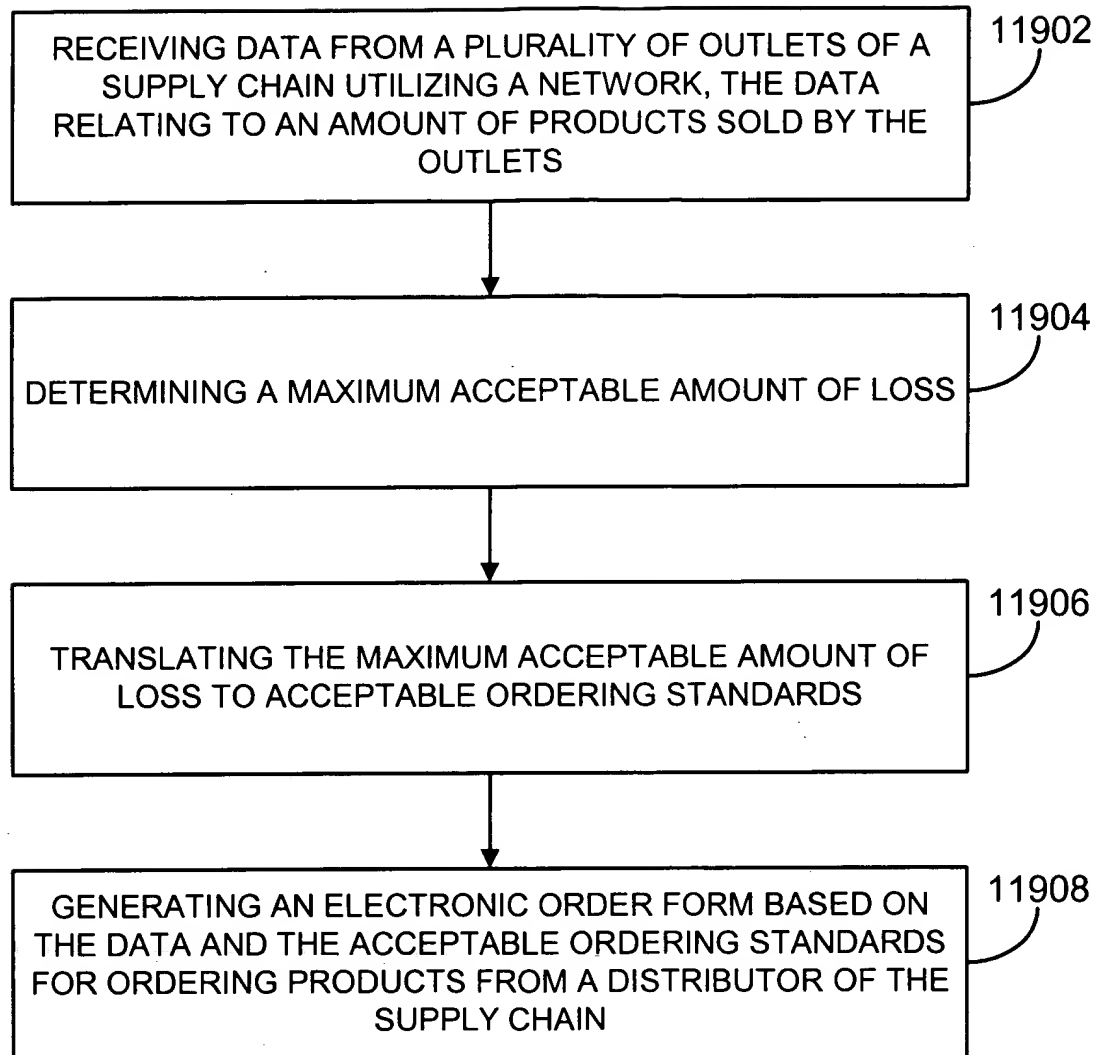 RECEIVING DATA FROM A PLURALITY OF OUTLETS OF A
SUPPLY CHAIN UTILIZING A NETWORK, THE DATA
RELATING TO AN AMOUNT OF PRODUCTS SOLD BY THE
OUTLETS
11902
DETERMINING A MAXIMUM ACCEPTABLE AMOUNT OF LOSS
11904
TRANSLATING THE MAXIMUM ACCEPTABLE AMOUNT OF
LOSS TO ACCEPTABLE ORDERING STANDARDS
11906
GENERATING AN ELECTRONIC ORDER FORM BASED ON
THE DATA AND THE ACCEPTABLE ORDERING STANDARDS
FOR ORDERING PRODUCTS FROM A DISTRIBUTOR OF THE
SUPPLY CHAIN
11908